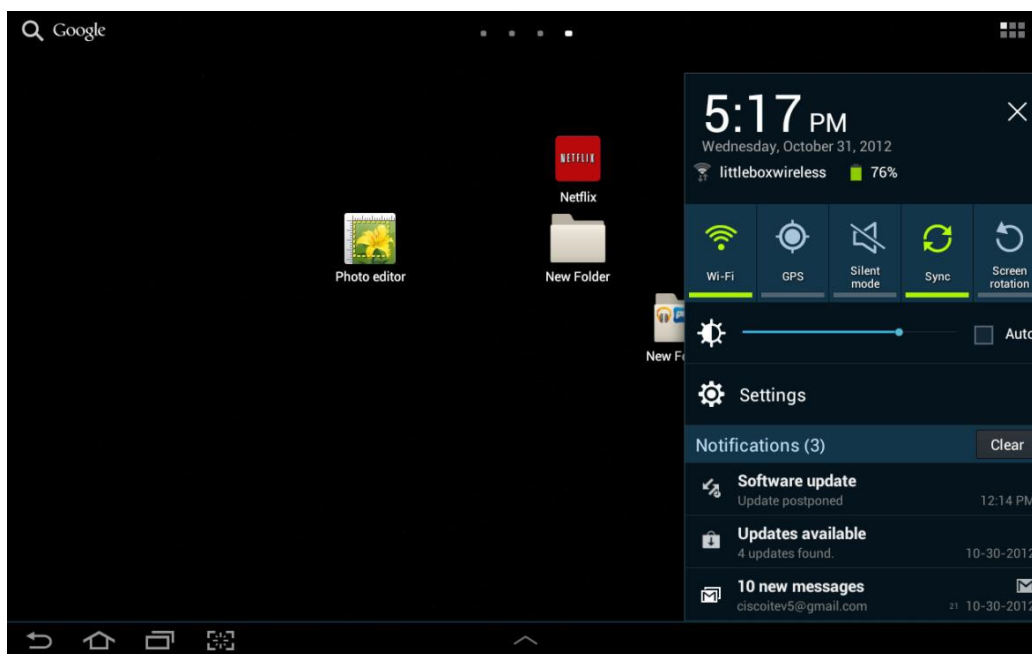 Google
5:17 PM
Wednesday, October 31, 2012
littleboxwireless 76%
NETFLIX
Netflix
Photo editor
New Folder
Wi-Fi
GPS
Silent mode
Sync
Screen rotation
Auto
New Fo
Settings
Notifications (3)
Clear
Software update
Update postponed 12:14 PM
Updates available
4 updates found. 10-30-2012
10 new messages
ciscoitev5@gmail.com 21 10-30-2012